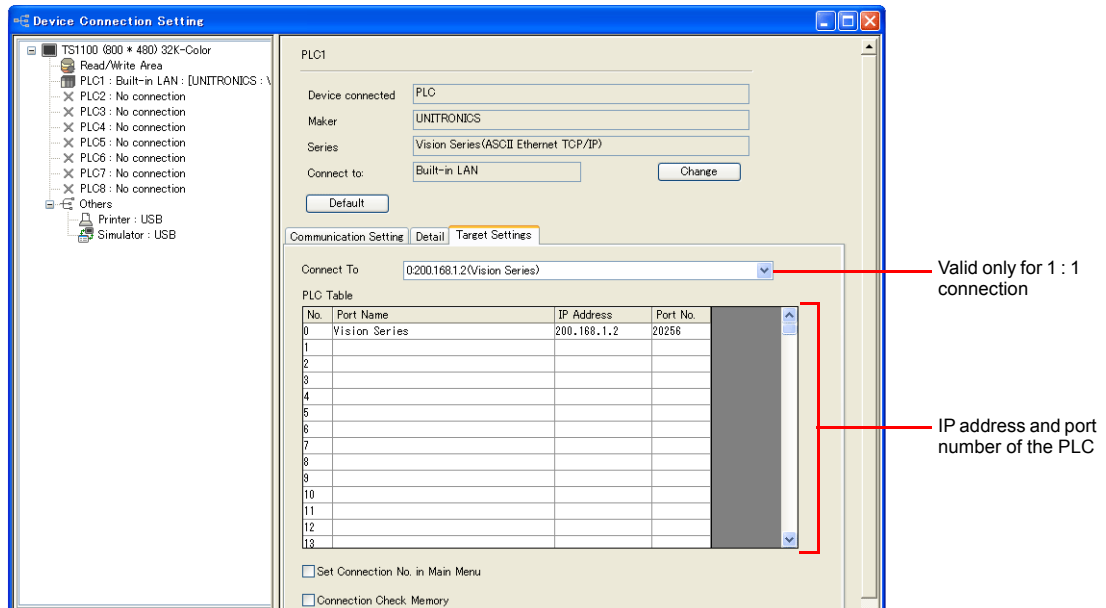 Device Connection Setting
TS1100 (800 * 480) 32K-Color
Read/Write Area
PLC1 : Built-in LAN : [UNITRONICS : V
PLC2 : No connection
PLC3 : No connection
PLC4 : No connection
PLC5 : No connection
PLC6 : No connection
PLC7 : No connection
PLC8 : No connection
Others
Printer : USB
Simulator : USB
PLC1
Device connected PLC
Maker UNITRONICS
Series Vision Series(ASCII Ethernet TCP/IP)
Connect to: Built-in LAN Change
Default
Communication Setting Detail Target Settings
Connect To 0:200.168.1.2(Vision Series)
PLC Table
No. Port Name IP Address Port No.
0 Vision Series 200.168.1.2 20256
1
2
3
4
5
6
7
8
9
10
11
12
13
Set Connection No. in Main Menu
Connection Check Memory
Valid only for 1 : 1
connection
IP address and port
number of the PLC